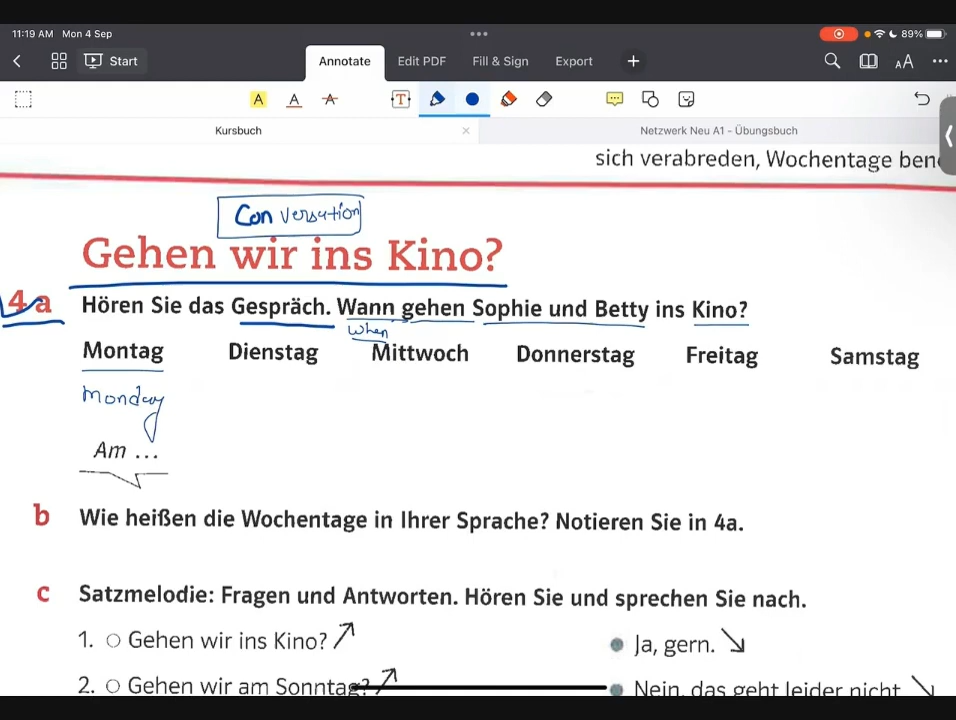 11:19 AM Mon 4 Sep
89%
Start
Annotate
Edit PDF
Fill & Sign
Export
AA
A A A T
Kursbuch
Netzwerk Neu A1 - Übungsbuch
sich verabreden, Wochentage ben
Conversation
Gehen wir ins Kino?
4 a Hören Sie das Gespräch. Wann gehen Sophie und Betty ins Kino?
when
Montag Dienstag Mittwoch Donnerstag Freitag Samstag
Monday
Am ...
b Wie heißen die Wochentage in Ihrer Sprache? Notieren Sie in 4a.
c Satzmelodie: Fragen und Antworten. Hören Sie und sprechen Sie nach.
1. Gehen wir ins Kino? Ja, gern.
2. Gehen wir am Sonntag? Nein, das geht leider nicht